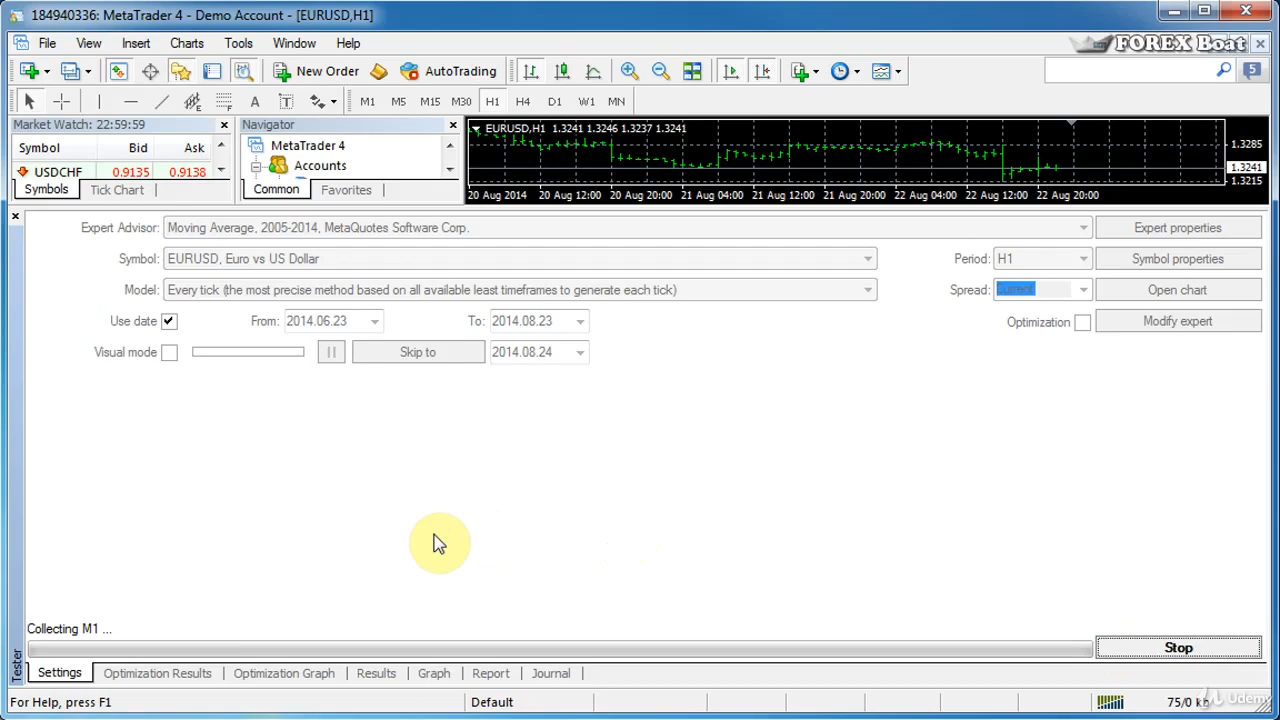 184940336: MetaTrader 4 - Demo Account - [EURUSD,H1]
File View Insert Charts Tools Window Help
FOREX Boat
New Order AutoTrading 5
A T M1 M5 M15 M30 H1 H4 D1 W1 MN
Market Watch: 22:59:59
Symbol Bid Ask
USDCHF 0.9135 0.9138
Symbols Tick Chart
Navigator
MetaTrader 4
Accounts
Common Favorites
EURUSD,H1 1.3241 1.3246 1.3237 1.3241
1.3285
1.3241
1.3215
20 Aug 2014 20 Aug 12:00 20 Aug 20:00 21 Aug 04:00 21 Aug 12:00 21 Aug 20:00 22 Aug 04:00 22 Aug 12:00 22 Aug 20:00
Expert Advisor: Moving Average, 2005-2014, MetaQuotes Software Corp. Expert properties
Symbol: EURUSD, Euro vs US Dollar Period: H1 Symbol properties
Model: Every tick (the most precise method based on all available least timeframes to generate each tick) Spread: Current Open chart
Use date From: 2014.06.23 To: 2014.08.23 Optimization Modify expert
Visual mode Skip to 2014.08.24
Collecting M1 ...
Stop
Tester
Settings Optimization Results Optimization Graph Results Graph Report Journal
For Help, press F1 Default 75/0 kb
Udemy